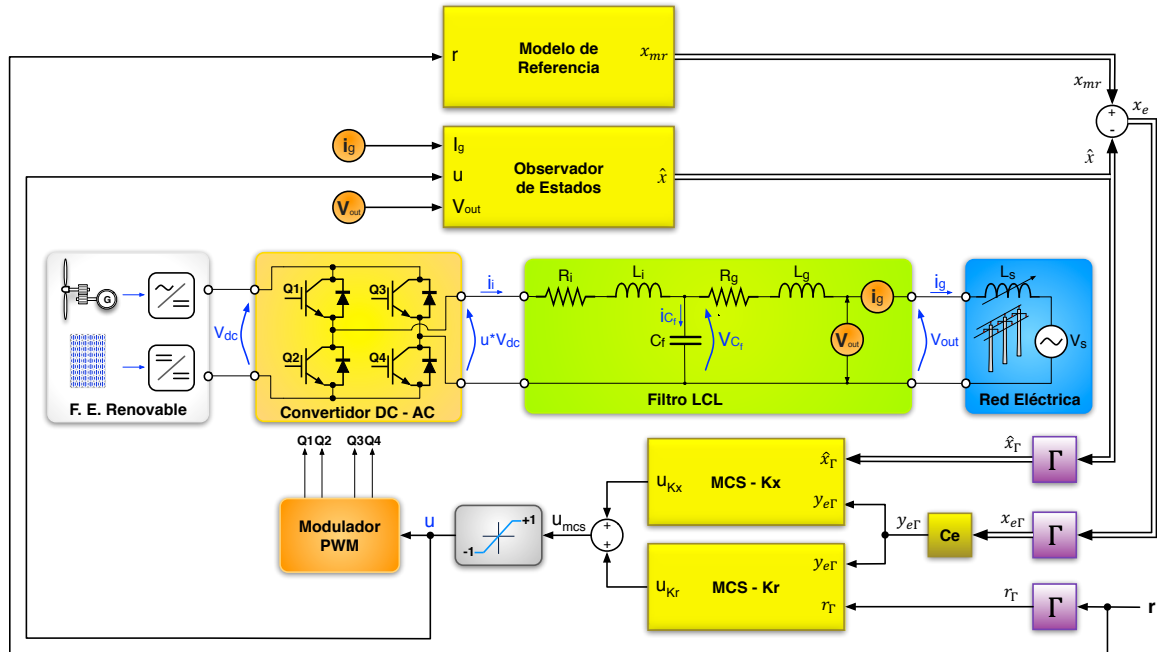 r
Modelo de
Referencia
x_mr
x_mr
x_e
+
-
x̂
i_g
I_g
u
Observador
de Estados
x̂
V_out
V_out
G
V_dc
F. E. Renovable
Q1
Q3
Q2
Q4
Convertidor DC - AC
i_i
u*V_dc
R_i
L_i
R_g
L_g
i_Cf
C_f
V_Cf
V_out
i_g
Filtro LCL
i_g
V_out
L_s
V_s
Red Eléctrica
Q1 Q2 Q3 Q4
Modulador
PWM
u
+1
-1
u_mcs
+
+
u_Kx
MCS - Kx
x̂_Γ
y_eΓ
x̂_Γ
Γ
u_Kr
MCS - Kr
y_eΓ
r_Γ
y_eΓ
Ce
x_eΓ
Γ
r_Γ
Γ
r